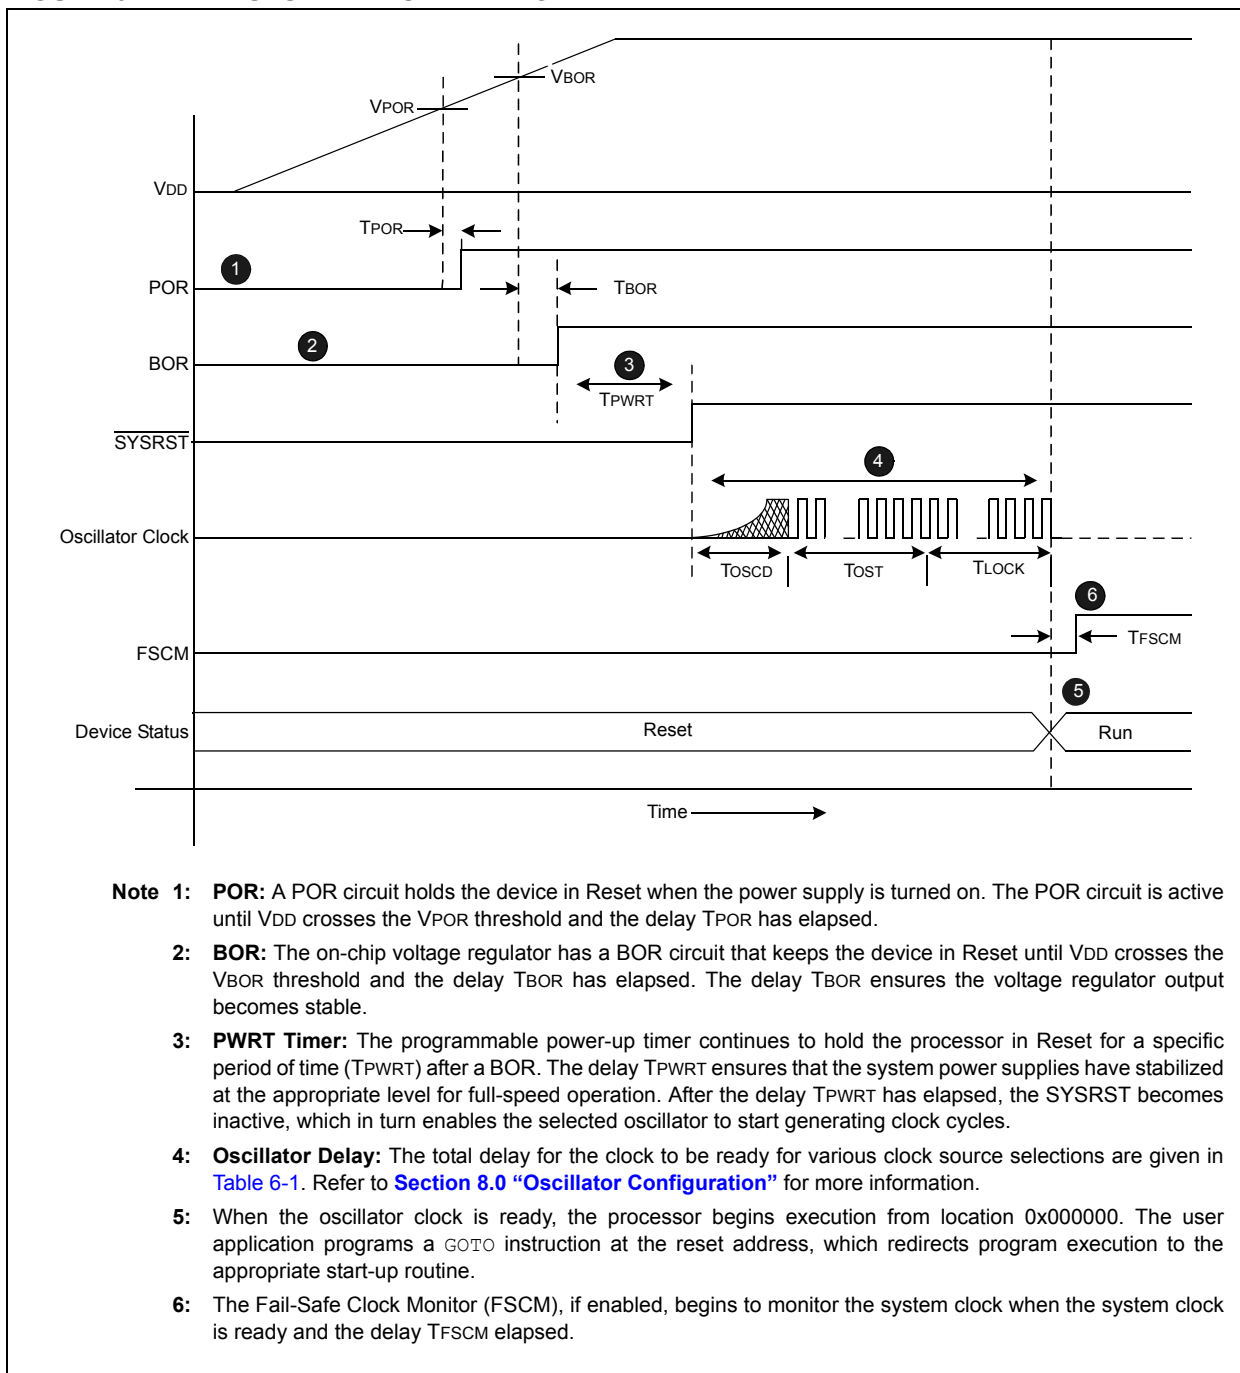 VBOR
VPOR
VDD
TPOR
1
POR
TBOR
2
BOR
3
TPWRT
SYSRST
4
Oscillator Clock
TOSCD
TOST
TLOCK
6
TFSCM
FSCM
5
Device Status
Reset
Run
Time
Note 1: POR: A POR circuit holds the device in Reset when the power supply is turned on. The POR circuit is active
until VDD crosses the VPOR threshold and the delay TPOR has elapsed.
2: BOR: The on-chip voltage regulator has a BOR circuit that keeps the device in Reset until VDD crosses the
VBOR threshold and the delay TBOR has elapsed. The delay TBOR ensures the voltage regulator output
becomes stable.
3: PWRT Timer: The programmable power-up timer continues to hold the processor in Reset for a specific
period of time (TPWRT) after a BOR. The delay TPWRT ensures that the system power supplies have stabilized
at the appropriate level for full-speed operation. After the delay TPWRT has elapsed, the SYSRST becomes
inactive, which in turn enables the selected oscillator to start generating clock cycles.
4: Oscillator Delay: The total delay for the clock to be ready for various clock source selections are given in
Table 6-1. Refer to Section 8.0 “Oscillator Configuration” for more information.
5: When the oscillator clock is ready, the processor begins execution from location 0x000000. The user
application programs a GOTO instruction at the reset address, which redirects program execution to the
appropriate start-up routine.
6: The Fail-Safe Clock Monitor (FSCM), if enabled, begins to monitor the system clock when the system clock
is ready and the delay TFSCM elapsed.